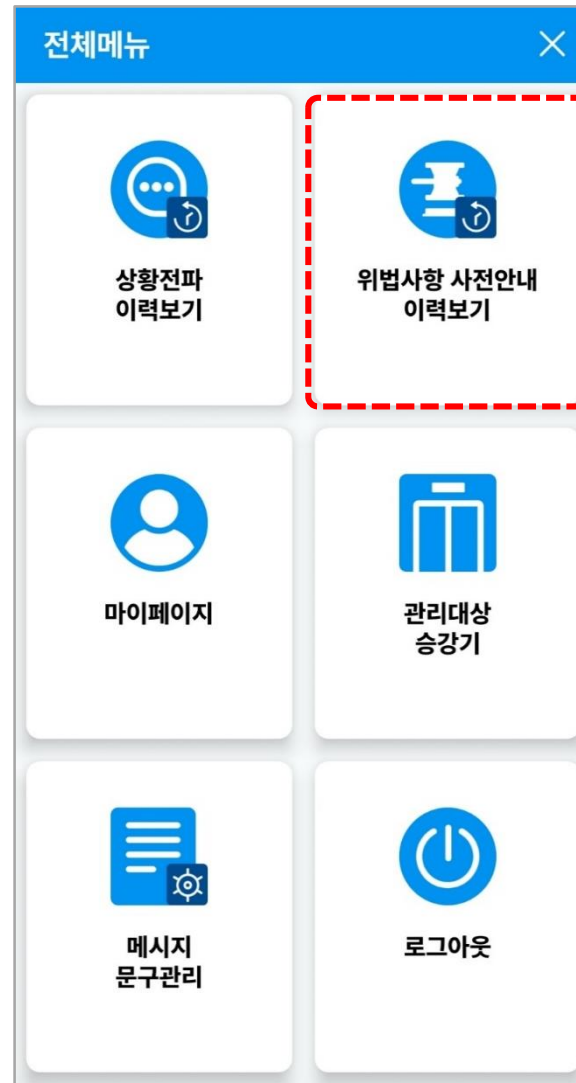 전체메뉴
상황전파
이력보기
위법사항 사전안내
이력보기
마이페이지
관리대상
승강기
메시지
문구관리
로그아웃